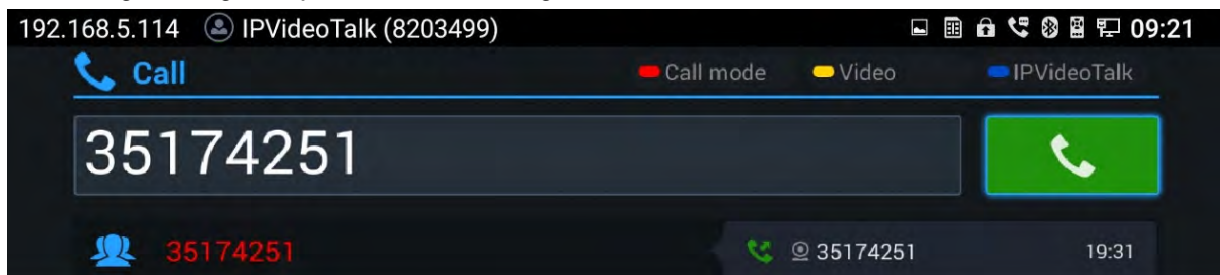 192.168.5.114 IPVideoTalk (8203499) 09:21
Call Call mode Video IPVideoTalk
35174251
35174251 35174251 19:31